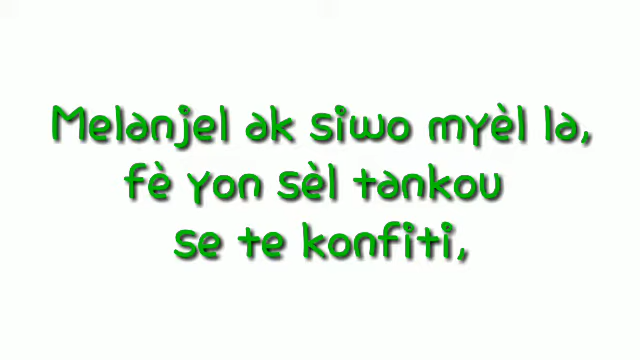 Melanjel ak siwo myèl la,
fè yon sèl tankou
se te konfiti,